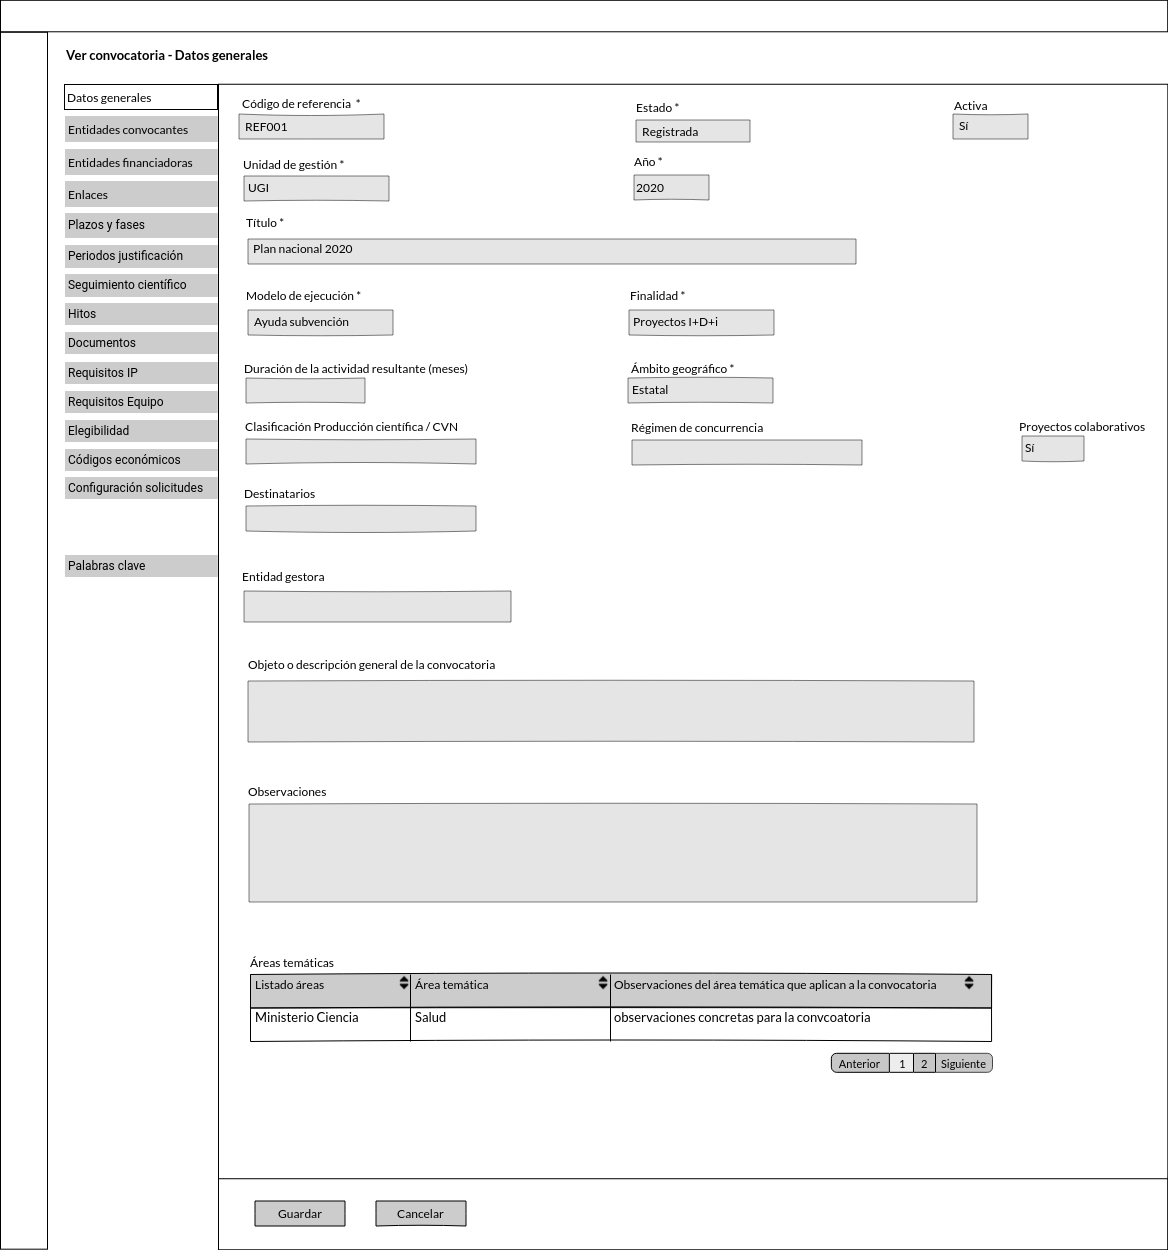 Ver convocatoria - Datos generales
Datos generales
Entidades convocantes
Entidades financiadoras
Enlaces
Plazos y fases
Periodos justificación
Seguimiento científico
Hitos
Documentos
Requisitos IP
Requisitos Equipo
Elegibilidad
Códigos económicos
Configuración solicitudes
Palabras clave
Código de referencia * Estado * Activa
REF001 Registrada Sí
Unidad de gestión * Año *
UGI 2020
Título *
Plan nacional 2020
Modelo de ejecución * Finalidad *
Ayuda subvención Proyectos I+D+i
Duración de la actividad resultante (meses) Ámbito geográfico *
Estatal
Clasificación Producción científica / CVN Régimen de concurrencia Proyectos colaborativos
Sí
Destinatarios
Entidad gestora
Objeto o descripción general de la convocatoria
Observaciones
Áreas temáticas
Listado áreas Área temática Observaciones del área temática que aplican a la convocatoria
Ministerio Ciencia Salud observaciones concretas para la convcoatoria
Anterior 1 2 Siguiente
Guardar Cancelar